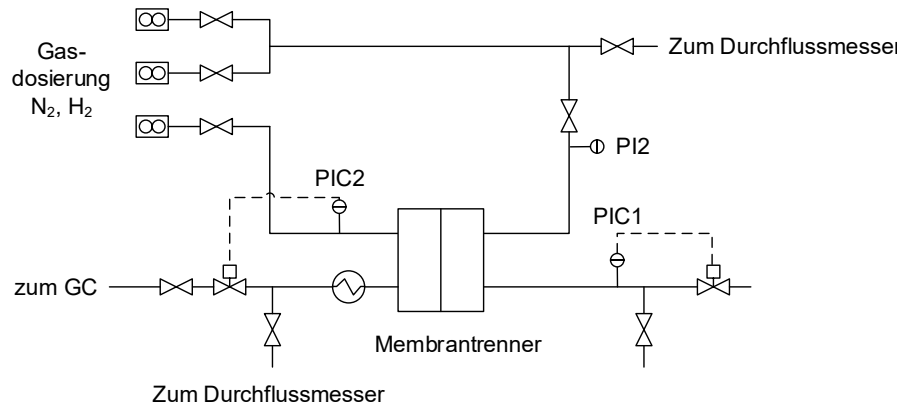 Gas-
dosierung
N₂, H₂
Zum Durchflussmesser
PI2
PIC2
PIC1
zum GC
Membrantrenner
Zum Durchflussmesser